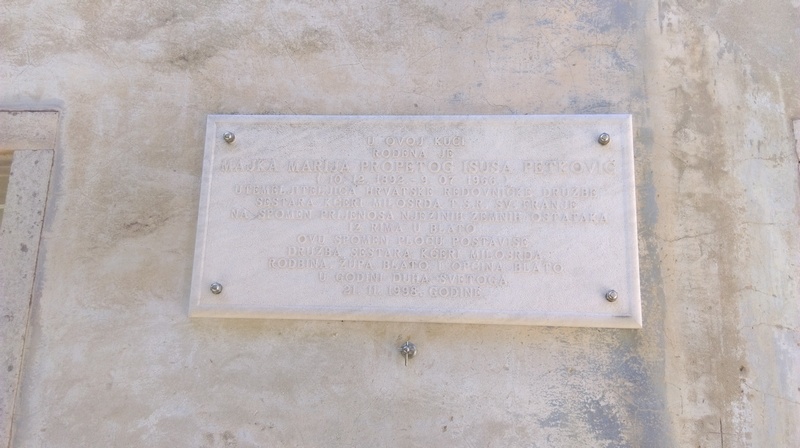 U OVOJ KUĆI
ROĐENA JE
MAJKA MARIJA PROPETOG ISUSA PETKOVIĆ
10. 12. 1892. - 9. 07. 1966.
UTEMELJITELJICA HRVATSKE REDOVNIČKE DRUŽBE
SESTARA KĆERI MILOSRĐA T.S.R. SV. FRANJE
NA SPOMEN PRIJENOSA NJEZINIH ZEMNIH OSTATAKA
IZ RIMA U BLATO
OVU SPOMEN PLOČU POSTAVIŠE
DRUŽBA SESTARA KĆERI MILOSRĐA
RODBINA ŽUPA BLATO OPĆINA BLATO
U GODINI DUHA SVETOGA
21. 11. 1998. GODINE.